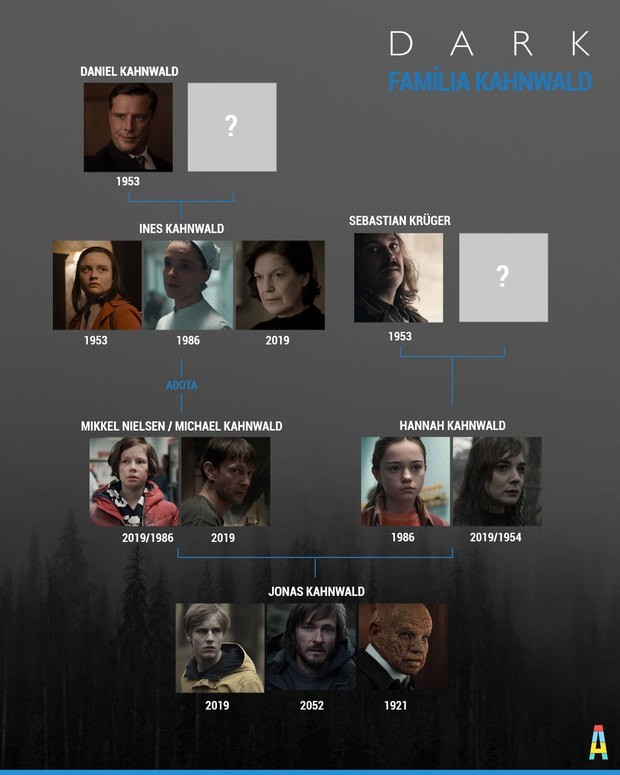 DARK
FAMÍLIA KAHNWALD
DANIEL KAHNWALD
?
1953
INES KAHNWALD
1953 1986 2019
SEBASTIAN KRÜGER
?
1953
ADOTA
MIKKEL NIELSEN / MICHAEL KAHNWALD
2019/1986 2019
HANNAH KAHNWALD
1986 2019/1954
JONAS KAHNWALD
2019 2052 1921
A